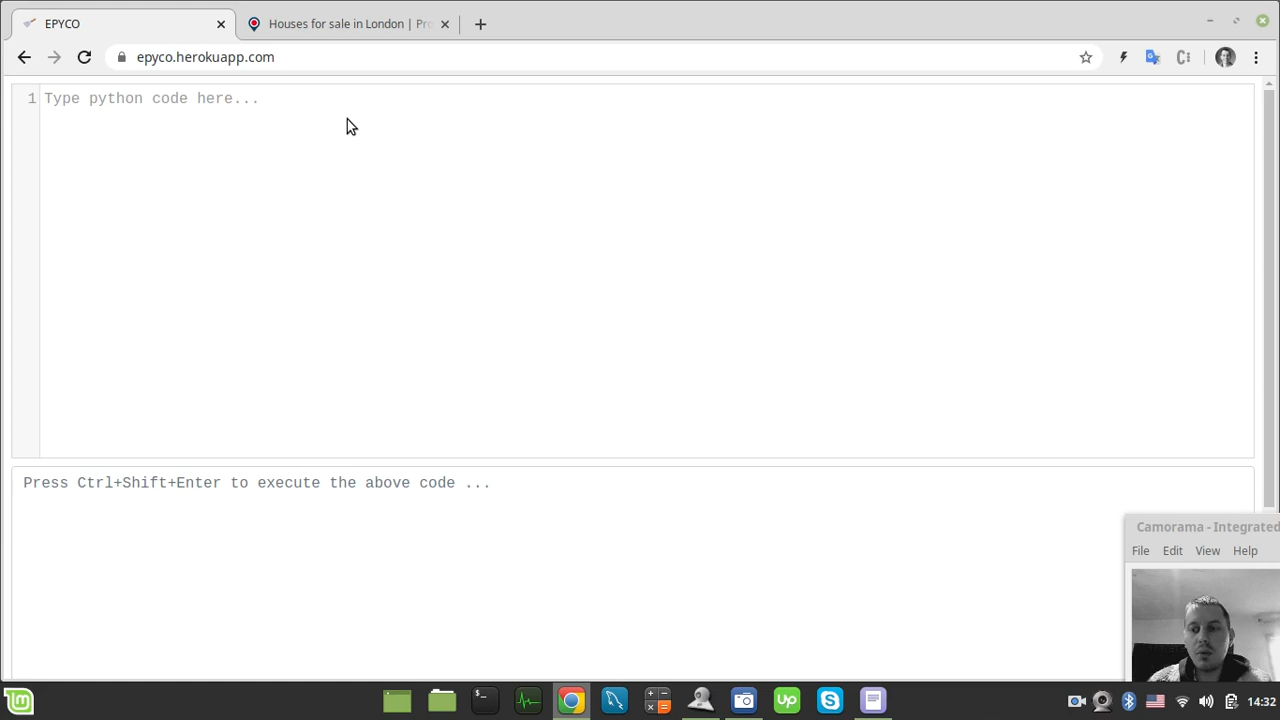 EPYCO
Houses for sale in London | Pr
epyco.herokuapp.com
1 Type python code here...
Press Ctrl+Shift+Enter to execute the above code ...
Camorama - Integrated
File Edit View Help
up
14:32